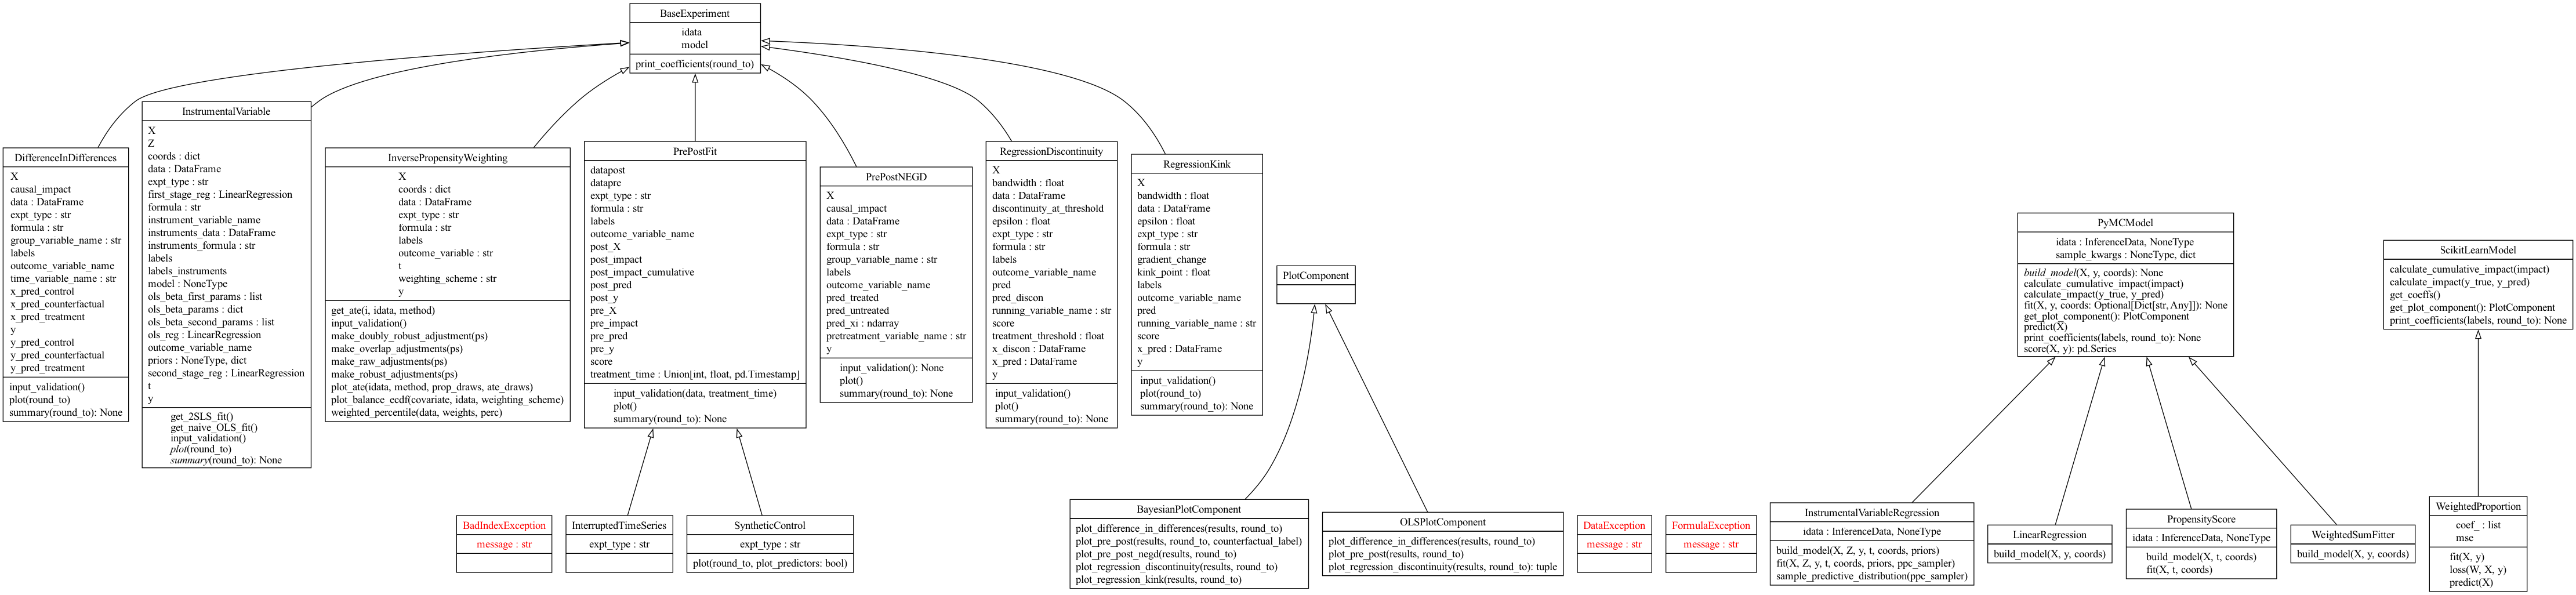 BaseExperiment
idata
model
print_coefficients(round_to)
DifferenceInDifferences
X
causal_impact
data : DataFrame
expt_type : str
formula : str
group_variable_name : str
labels
outcome_variable_name
time_variable_name : str
x_pred_control
x_pred_counterfactual
x_pred_treatment
y
y_pred_control
y_pred_counterfactual
y_pred_treatment
input_validation()
plot(round_to)
summary(round_to): None
InstrumentalVariable
X
Z
coords : dict
data : DataFrame
expt_type : str
first_stage_reg : LinearRegression
formula : str
instrument_variable_name
instruments_data : DataFrame
instruments_formula : str
labels
labels_instruments
model : NoneType
ols_beta_first_params : list
ols_beta_params : dict
ols_beta_second_params : list
ols_reg : LinearRegression
outcome_variable_name
priors : NoneType, dict
second_stage_reg : LinearRegression
t
y
get_2SLS_fit()
get_naive_OLS_fit()
input_validation()
plot(round_to)
summary(round_to): None
InversePropensityWeighting
X
coords : dict
data : DataFrame
expt_type : str
formula : str
labels
outcome_variable : str
t
weighting_scheme : str
y
get_ate(i, idata, method)
input_validation()
make_doubly_robust_adjustment(ps)
make_overlap_adjustments(ps)
make_raw_adjustments(ps)
make_robust_adjustments(ps)
plot_ate(idata, method, prop_draws, ate_draws)
plot_balance_ecdf(covariate, idata, weighting_scheme)
weighted_percentile(data, weights, perc)
PrePostFit
datapost
datapre
expt_type : str
formula : str
labels
outcome_variable_name
post_X
post_impact
post_impact_cumulative
post_pred
post_y
pre_X
pre_impact
pre_pred
pre_y
score
treatment_time : Union[int, float, pd.Timestamp]
input_validation(data, treatment_time)
plot()
summary(round_to): None
PrePostNEGD
X
causal_impact
data : DataFrame
expt_type : str
formula : str
group_variable_name : str
labels
outcome_variable_name
pred_treated
pred_untreated
pred_xi : ndarray
pretreatment_variable_name : str
y
input_validation(): None
plot()
summary(round_to): None
RegressionDiscontinuity
X
bandwidth : float
data : DataFrame
discontinuity_at_threshold
epsilon : float
expt_type : str
formula : str
labels
outcome_variable_name
pred
pred_discon
running_variable_name : str
score
treatment_threshold : float
x_discon : DataFrame
x_pred : DataFrame
y
input_validation()
plot()
summary(round_to): None
RegressionKink
X
bandwidth : float
data : DataFrame
epsilon : float
expt_type : str
formula : str
gradient_change
kink_point : float
labels
outcome_variable_name
pred
running_variable_name : str
score
x_pred : DataFrame
y
input_validation()
plot(round_to)
summary(round_to): None
PlotComponent
PyMCModel
idata : InferenceData, NoneType
sample_kwargs : NoneType, dict
build_model(X, y, coords): None
calculate_cumulative_impact(impact)
calculate_impact(y_true, y_pred)
fit(X, y, coords: Optional[Dict[str, Any]]): None
get_plot_component(): PlotComponent
predict(X)
print_coefficients(labels, round_to): None
score(X, y): pd.Series
ScikitLearnModel
calculate_cumulative_impact(impact)
calculate_impact(y_true, y_pred)
get_coeffs()
get_plot_component(): PlotComponent
print_coefficients(labels, round_to): None
BadIndexException
message : str
InterruptedTimeSeries
expt_type : str
SyntheticControl
expt_type : str
plot(round_to, plot_predictors: bool)
BayesianPlotComponent
plot_difference_in_differences(results, round_to)
plot_pre_post(results, round_to, counterfactual_label)
plot_pre_post_negd(results, round_to)
plot_regression_discontinuity(results, round_to)
plot_regression_kink(results, round_to)
OLSPlotComponent
plot_difference_in_differences(results, round_to)
plot_pre_post(results, round_to)
plot_regression_discontinuity(results, round_to): tuple
DataException
message : str
FormulaException
message : str
InstrumentalVariableRegression
idata : InferenceData, NoneType
build_model(X, Z, y, t, coords, priors)
fit(X, Z, y, t, coords, priors, ppc_sampler)
sample_predictive_distribution(ppc_sampler)
LinearRegression
build_model(X, y, coords)
PropensityScore
idata : InferenceData, NoneType
build_model(X, t, coords)
fit(X, t, coords)
WeightedSumFitter
build_model(X, y, coords)
WeightedProportion
coef_ : list
mse
fit(X, y)
loss(W, X, y)
predict(X)